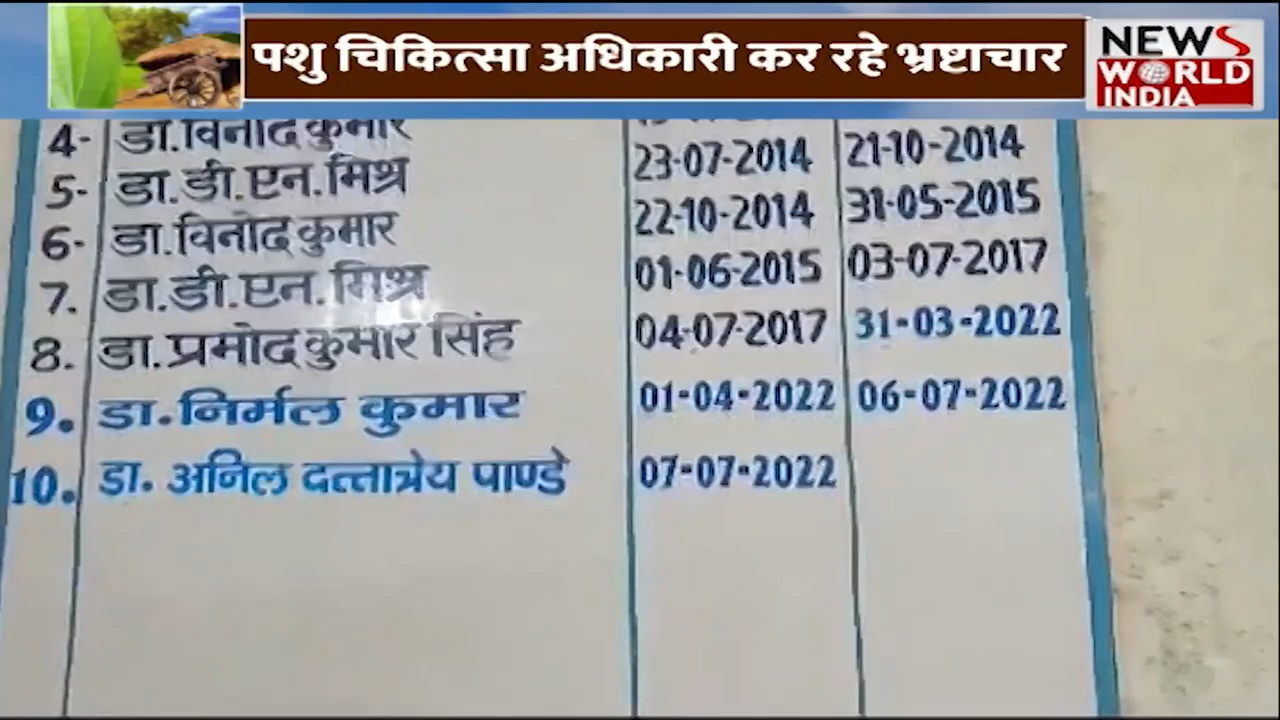 पशु चिकित्सा अधिकारी कर रहे भ्रष्टाचार
NEWS
WORLD
INDIA
4- डा.विनोद कुमार
5- डा.डी.एन.मिश्र 23-07-2014 21-10-2014
6- डा.विनोद कुमार 22-10-2014 31-05-2015
7. डा.डी.एन.मिश्र 01-06-2015 03-07-2017
8. डा.प्रमोद कुमार सिंह 04-07-2017 31-03-2022
9. डा.निर्मल कुमार 01-04-2022 06-07-2022
10. डा. अनिल दत्तात्रेय पाण्डे 07-07-2022